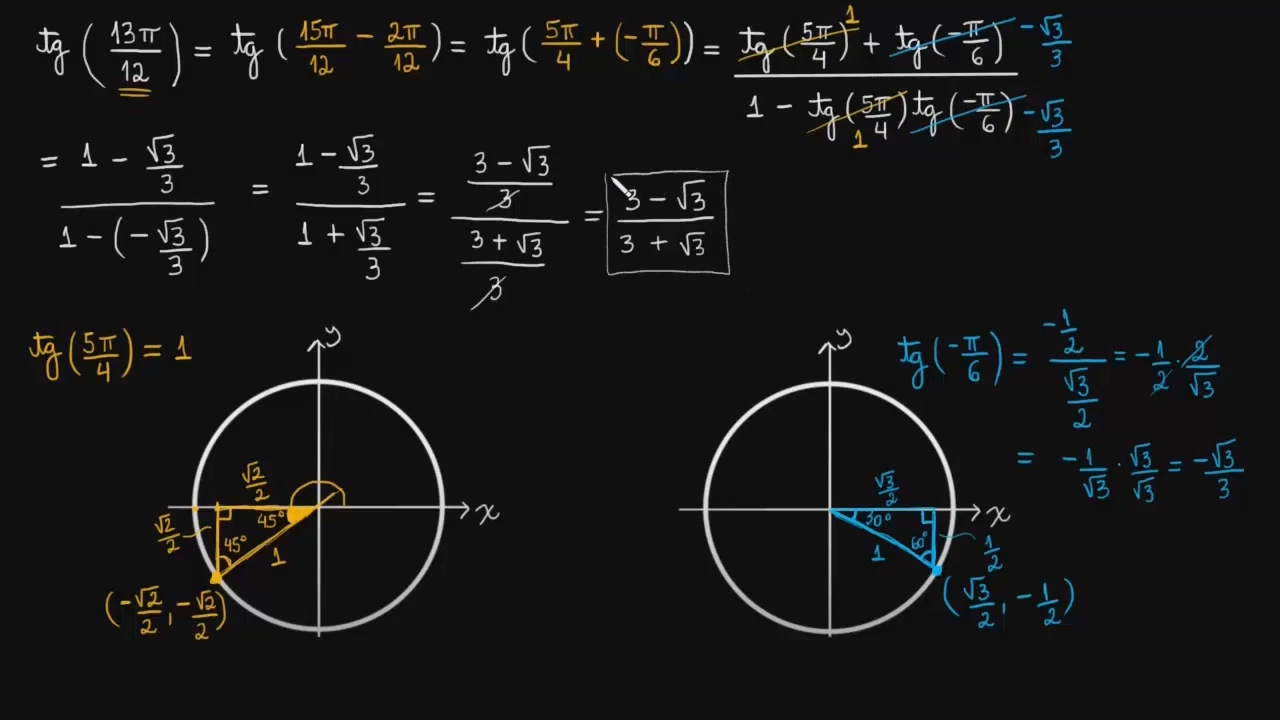 tg(13π/12) = tg(15π/12 − 2π/12) = tg(5π/4 + (−π/6)) = (tg(5π/4) 1 + tg(−π/6) −√3/3) / (1 − tg(5π/4) 1 tg(−π/6) −√3/3)
= (1 − √3/3) / (1 − (−√3/3)) = (1 − √3/3) / (1 + √3/3) = ((3 − √3)/3) / ((3 + √3)/3) = (3 − √3) / (3 + √3)
tg(5π/4) = 1
y
√2/2
√2/2
45°
45°
1
x
(−√2/2, −√2/2)
y
tg(−π/6) = (−1/2) / (√3/2) = −1/2 · 2/√3
= −1/√3 · √3/√3 = −√3/3
√3/2
30°
60°
1
1/2
x
(√3/2, −1/2)